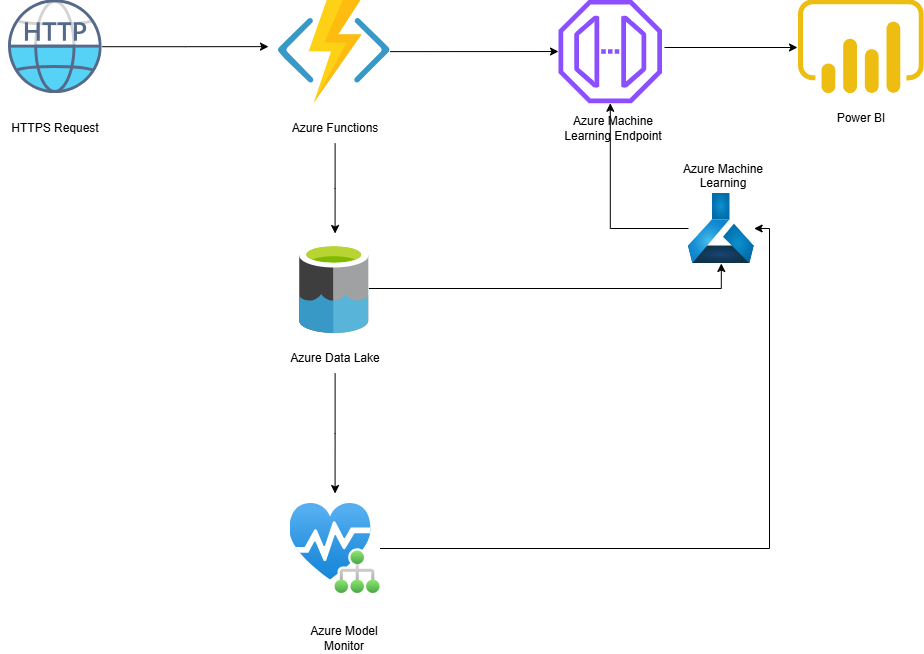 HTTP
HTTPS Request
Azure Functions
Azure Machine
Learning Endpoint
Power BI
Azure Machine
Learning
Azure Data Lake
Azure Model
Monitor